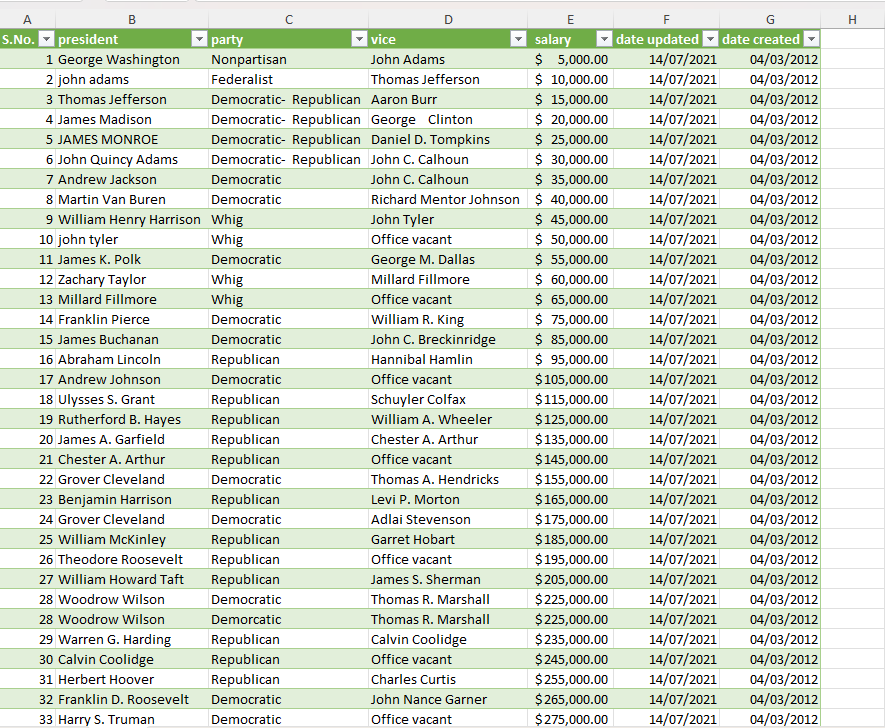 A B C D E F G H
S.No. president party vice salary date updated date created
1 George Washington Nonpartisan John Adams $ 5,000.00 14/07/2021 04/03/2012
2 john adams Federalist Thomas Jefferson $ 10,000.00 14/07/2021 04/03/2012
3 Thomas Jefferson Democratic- Republican Aaron Burr $ 15,000.00 14/07/2021 04/03/2012
4 James Madison Democratic- Republican George Clinton $ 20,000.00 14/07/2021 04/03/2012
5 JAMES MONROE Democratic- Republican Daniel D. Tompkins $ 25,000.00 14/07/2021 04/03/2012
6 John Quincy Adams Democratic- Republican John C. Calhoun $ 30,000.00 14/07/2021 04/03/2012
7 Andrew Jackson Democratic John C. Calhoun $ 35,000.00 14/07/2021 04/03/2012
8 Martin Van Buren Democratic Richard Mentor Johnson $ 40,000.00 14/07/2021 04/03/2012
9 William Henry Harrison Whig John Tyler $ 45,000.00 14/07/2021 04/03/2012
10 john tyler Whig Office vacant $ 50,000.00 14/07/2021 04/03/2012
11 James K. Polk Democratic George M. Dallas $ 55,000.00 14/07/2021 04/03/2012
12 Zachary Taylor Whig Millard Fillmore $ 60,000.00 14/07/2021 04/03/2012
13 Millard Fillmore Whig Office vacant $ 65,000.00 14/07/2021 04/03/2012
14 Franklin Pierce Democratic William R. King $ 75,000.00 14/07/2021 04/03/2012
15 James Buchanan Democratic John C. Breckinridge $ 85,000.00 14/07/2021 04/03/2012
16 Abraham Lincoln Republican Hannibal Hamlin $ 95,000.00 14/07/2021 04/03/2012
17 Andrew Johnson Democratic Office vacant $105,000.00 14/07/2021 04/03/2012
18 Ulysses S. Grant Republican Schuyler Colfax $115,000.00 14/07/2021 04/03/2012
19 Rutherford B. Hayes Republican William A. Wheeler $125,000.00 14/07/2021 04/03/2012
20 James A. Garfield Republican Chester A. Arthur $135,000.00 14/07/2021 04/03/2012
21 Chester A. Arthur Republican Office vacant $145,000.00 14/07/2021 04/03/2012
22 Grover Cleveland Democratic Thomas A. Hendricks $155,000.00 14/07/2021 04/03/2012
23 Benjamin Harrison Republican Levi P. Morton $165,000.00 14/07/2021 04/03/2012
24 Grover Cleveland Democratic Adlai Stevenson $175,000.00 14/07/2021 04/03/2012
25 William McKinley Republican Garret Hobart $185,000.00 14/07/2021 04/03/2012
26 Theodore Roosevelt Republican Office vacant $195,000.00 14/07/2021 04/03/2012
27 William Howard Taft Republican James S. Sherman $205,000.00 14/07/2021 04/03/2012
28 Woodrow Wilson Democratic Thomas R. Marshall $225,000.00 14/07/2021 04/03/2012
28 Woodrow Wilson Demorcatic Thomas R. Marshall $225,000.00 14/07/2021 04/03/2012
29 Warren G. Harding Republican Calvin Coolidge $235,000.00 14/07/2021 04/03/2012
30 Calvin Coolidge Republican Office vacant $245,000.00 14/07/2021 04/03/2012
31 Herbert Hoover Republican Charles Curtis $255,000.00 14/07/2021 04/03/2012
32 Franklin D. Roosevelt Democratic John Nance Garner $265,000.00 14/07/2021 04/03/2012
33 Harry S. Truman Democratic Office vacant $275,000.00 14/07/2021 04/03/2012